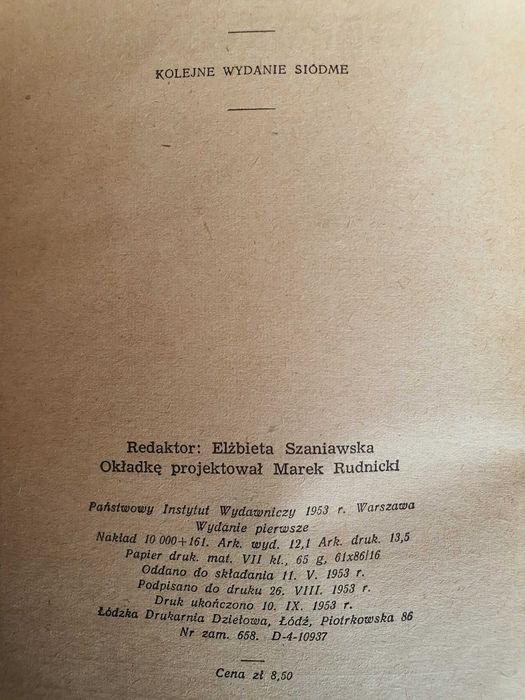 KOLEJNE WYDANIE SIÓDME
Redaktor: Elżbieta Szaniawska
Okładkę projektował Marek Rudnicki
Państwowy Instytut Wydawniczy 1953 r. Warszawa
Wydanie pierwsze
Nakład 10 000+161. Ark. wyd. 12,1 Ark. druk. 13,5
Papier druk. mat. VII kl., 65 g, 61x86/16
Oddano do składania 11. V. 1953 r.
Podpisano do druku 26. VIII. 1953 r.
Druk ukończono 10. IX. 1953 r.
Łódzka Drukarnia Dziełowa, Łódź, Piotrkowska 86
Nr zam. 658. D-4-10937
Cena zł 8,50